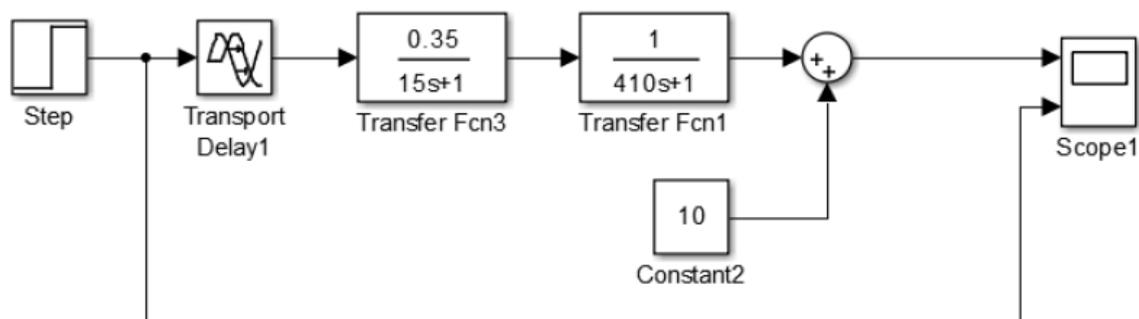 0.35
15s+1
1
410s+1
+
+
Step
Transport
Delay1
Transfer Fcn3
Transfer Fcn1
Scope1
10
Constant2